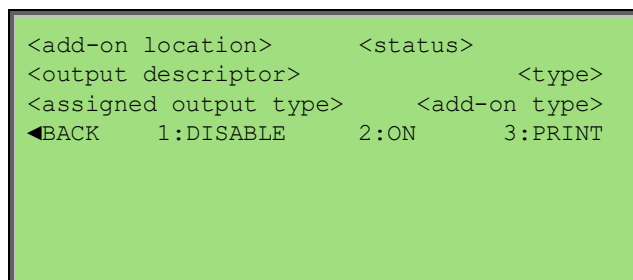 <add-on location> <status>
<output descriptor> <type>
<assigned output type> <add-on type>
◄BACK 1:DISABLE 2:ON 3:PRINT